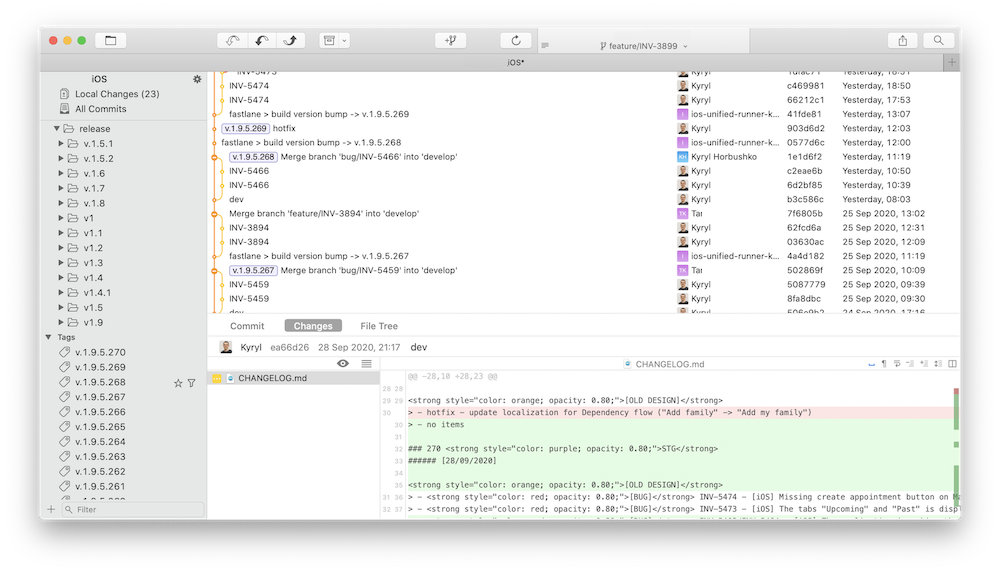 feature/INV-3899
iOS*
iOS
Local Changes (23)
All Commits
release
v.1.5.1
v.1.5.2
v.1.6
v.1.7
v.1.8
v1
v1.1
v1.2
v1.3
v1.4
v1.4.1
v1.5
v1.9
Tags
v.1.9.5.270
v.1.9.5.269
v.1.9.5.268
v.1.9.5.267
v.1.9.5.266
v.1.9.5.265
v.1.9.5.264
v.1.9.5.263
v.1.9.5.262
v.1.9.5.261
Filter
INV-5473 Kyryl 1dfac71 Yesterday, 18:51
INV-5474 Kyryl c469981 Yesterday, 18:50
INV-5474 Kyryl 66212c1 Yesterday, 17:53
fastlane > build version bump -> v.1.9.5.269 I ios-unified-runner-k... 41fde81 Yesterday, 13:07
v.1.9.5.269 hotfix Kyryl 903d6d2 Yesterday, 12:03
fastlane > build version bump -> v.1.9.5.268 I ios-unified-runner-k... 0577d6c Yesterday, 12:00
v.1.9.5.268 Merge branch 'bug/INV-5466' into 'develop' KH Kyryl Horbushko 1e1d6f2 Yesterday, 11:19
INV-5466 Kyryl c2eae6b Yesterday, 10:50
INV-5466 Kyryl 6d2bf85 Yesterday, 10:39
dev Kyryl b3c586c Yesterday, 08:03
Merge branch 'feature/INV-3894' into 'develop' TK Tar 7f6805b 25 Sep 2020, 13:02
INV-3894 Kyryl 62fcd6a 25 Sep 2020, 12:31
INV-3894 Kyryl 03630ac 25 Sep 2020, 12:09
fastlane > build version bump -> v.1.9.5.267 I ios-unified-runner-k... 4a4d182 25 Sep 2020, 11:19
v.1.9.5.267 Merge branch 'bug/INV-5459' into 'develop' TK Tar 502869f 25 Sep 2020, 10:09
INV-5459 Kyryl 5087779 25 Sep 2020, 09:39
INV-5459 Kyryl 8fa8dbc 25 Sep 2020, 09:30
dev Kyryl 24 Sep 2020, 17:16
Commit Changes File Tree
Kyryl ea66d26 28 Sep 2020, 21:17 dev
CHANGELOG.md
CHANGELOG.md
@@ -28,10 +28,23 @@
28 28
29 29 <strong style="color: orange; opacity: 0.80;">[OLD DESIGN]</strong>
30 > - hotfix - update localization for Dependency flow ("Add family" -> "Add my family")
30 > - no items
31
32 ### 270 <strong style="color: purple; opacity: 0.80;">STG</strong>
33 ###### [28/09/2020]
34
35 <strong style="color: orange; opacity: 0.80;">[OLD DESIGN]</strong>
31 36 > - <strong style="color: red; opacity: 0.80;">[BUG]</strong> INV-5474 - [iOS] Missing create appointment button on Ma
32 37 > - <strong style="color: red; opacity: 0.80;">[BUG]</strong> INV-5473 - [iOS] The tabs "Upcoming" and "Past" is disp